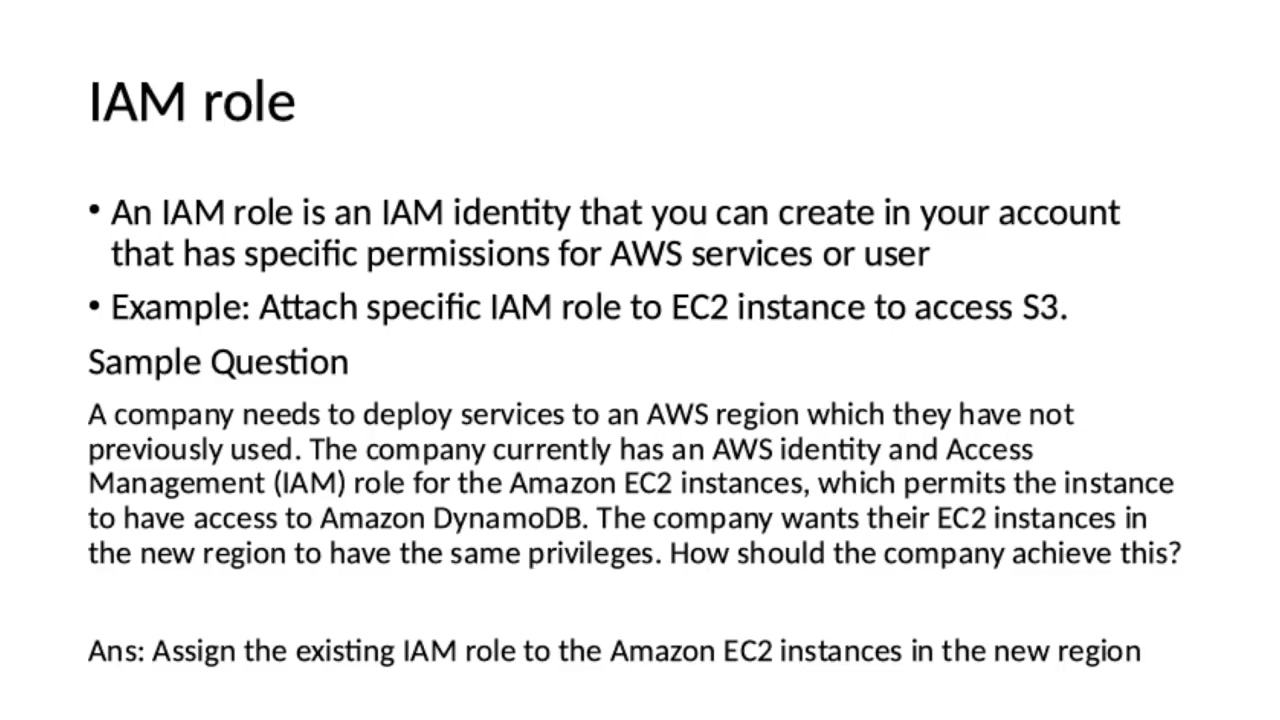 IAM role
• An IAM role is an IAM identity that you can create in your account
that has specific permissions for AWS services or user
• Example: Attach specific IAM role to EC2 instance to access S3.
Sample Question
A company needs to deploy services to an AWS region which they have not
previously used. The company currently has an AWS identity and Access
Management (IAM) role for the Amazon EC2 instances, which permits the instance
to have access to Amazon DynamoDB. The company wants their EC2 instances in
the new region to have the same privileges. How should the company achieve this?
Ans: Assign the existing IAM role to the Amazon EC2 instances in the new region